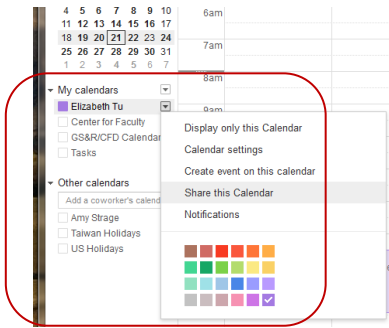 4 5 6 7 8 9 10
11 12 13 14 15 16 17
18 19 20 21 22 23 24
25 26 27 28 29 30 31
1 2 3 4 5 6 7
6am
7am
8am
9am
My calendars
Elizabeth Tu
Center for Faculty
GS&R/CFD Calendar
Tasks
Other calendars
Add a coworker's calend
Amy Strage
Taiwan Holidays
US Holidays
Display only this Calendar
Calendar settings
Create event on this calendar
Share this Calendar
Notifications